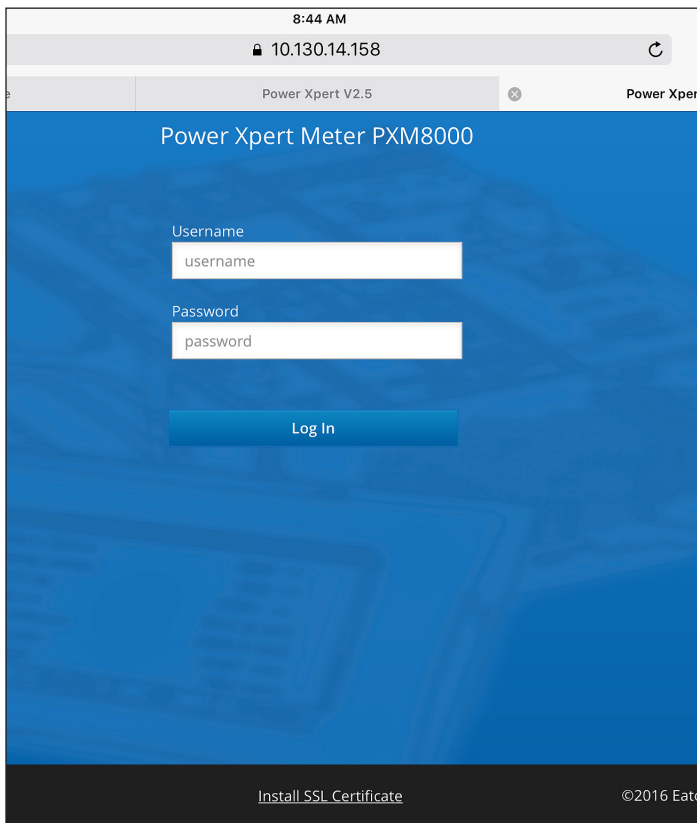 8:44 AM
10.130.14.158
Power Xpert V2.5
Power Xper
Power Xpert Meter PXM8000
Username
username
Password
password
Log In
Install SSL Certificate
©2016 Eat